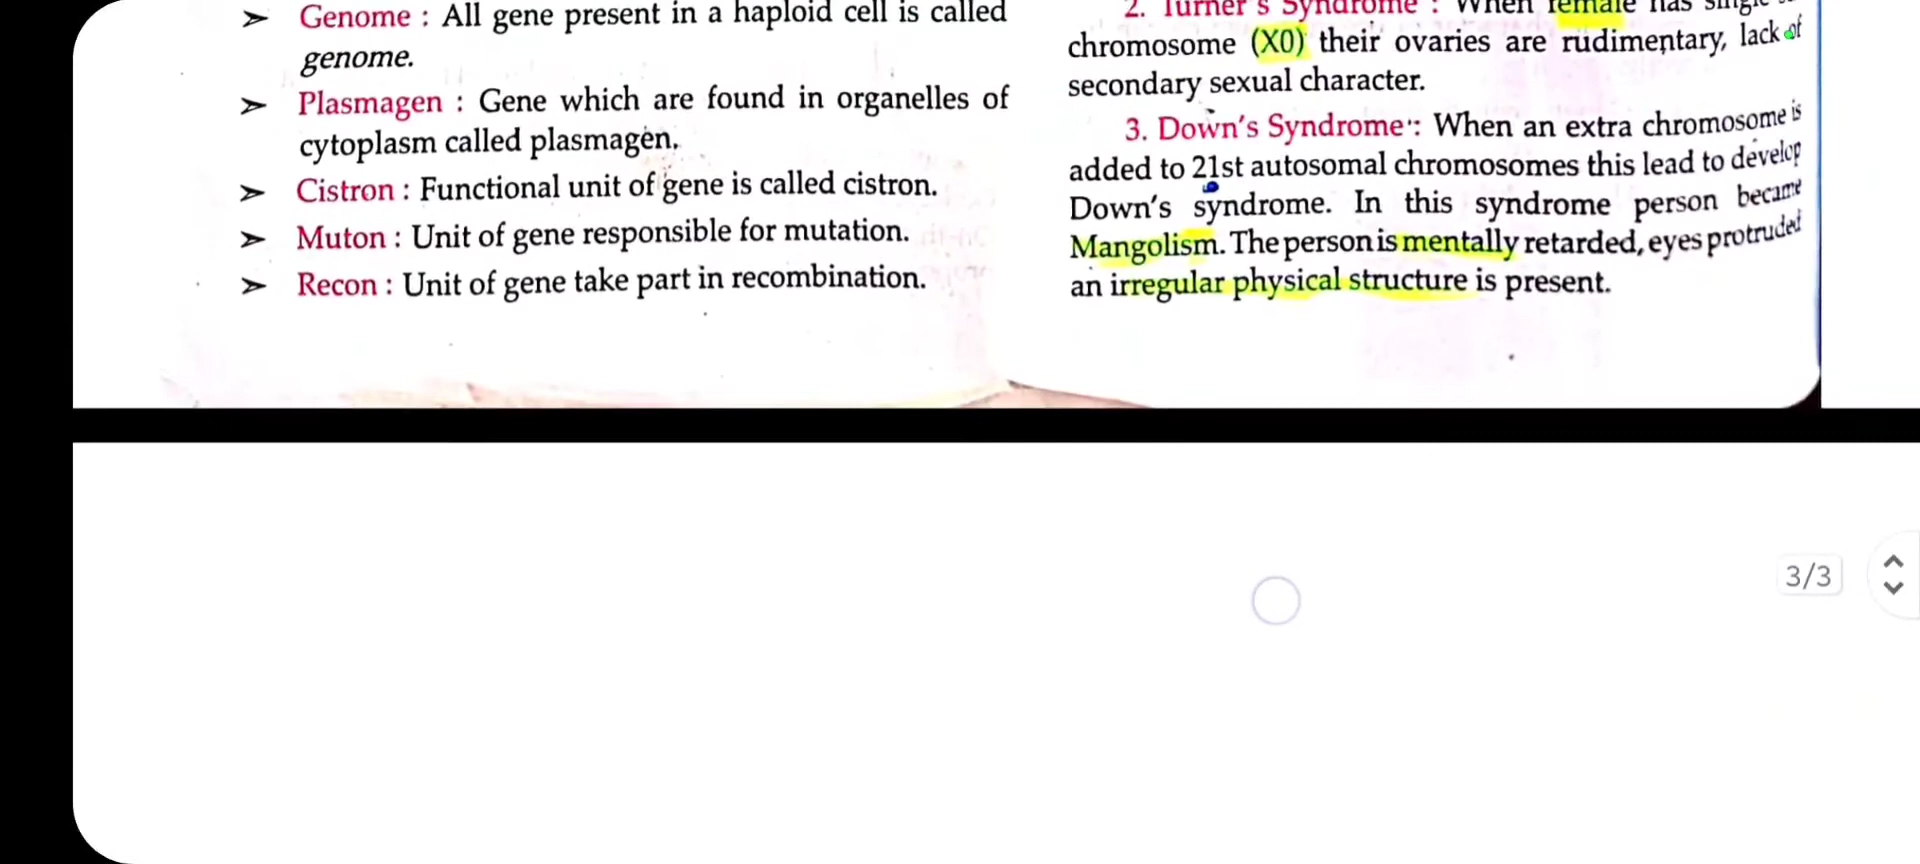 ➢ Genome : All gene present in a haploid cell is called
genome.
➢ Plasmagen : Gene which are found in organelles of
cytoplasm called plasmagen.
➢ Cistron : Functional unit of gene is called cistron.
➢ Muton : Unit of gene responsible for mutation.
➢ Recon : Unit of gene take part in recombination.
2. Turner's Syndrome : When female has
chromosome (X0) their ovaries are rudimentary, lack of
secondary sexual character.
3. Down's Syndrome : When an extra chromosome is
added to 21st autosomal chromosomes this lead to develop
Down's syndrome. In this syndrome person became
Mangolism. The person is mentally retarded, eyes protruded
an irregular physical structure is present.
3/3